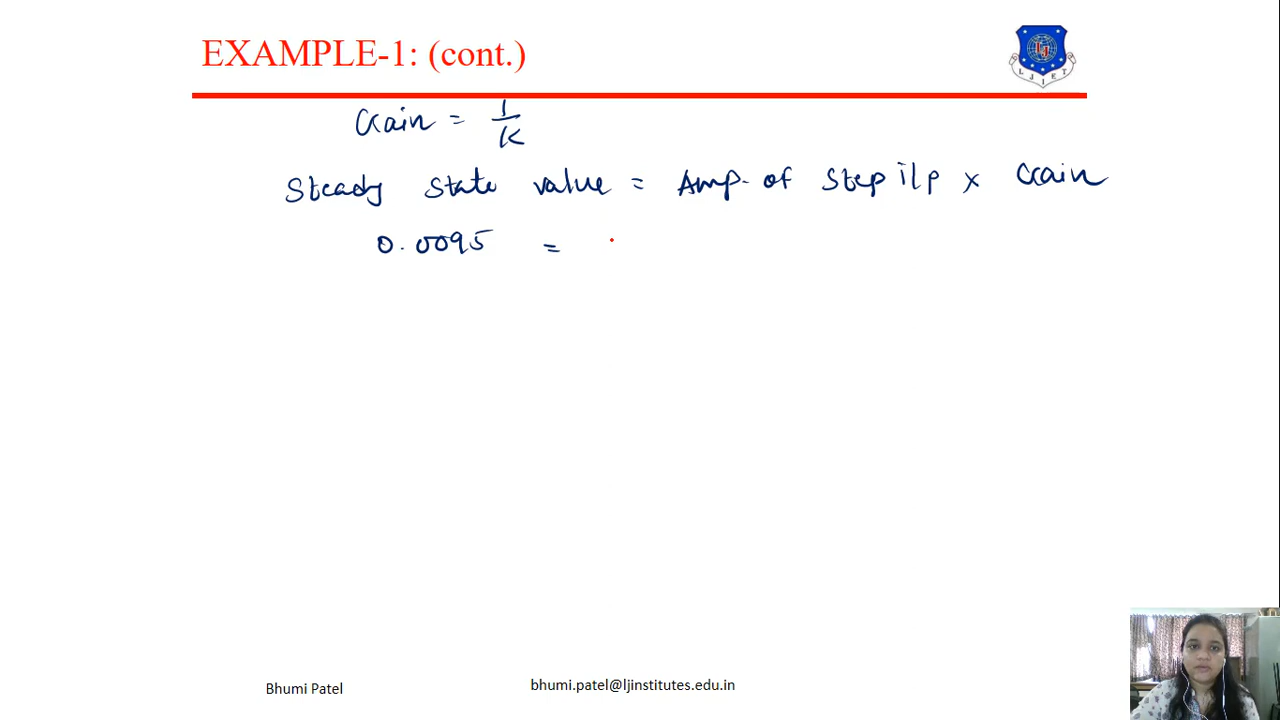 EXAMPLE-1: (cont.)
LJIET
Gain = 1/K
Steady state value = Amp. of Step i/p × Gain
0.0095 =
Bhumi Patel
bhumi.patel@ljinstitutes.edu.in